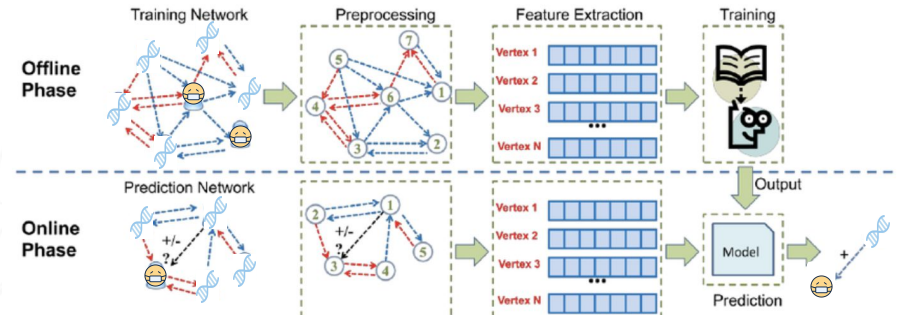 Training Network
Preprocessing
Feature Extraction
Training
Offline
Phase
7
5
6
1
4
3
2
Vertex 1
Vertex 2
Vertex 3
...
Vertex N
Output
Prediction Network
Online
Phase
+/-
?
2
1
+/-
?
3
4
5
Vertex 1
Vertex 2
Vertex 3
...
Vertex N
Model
Prediction
+